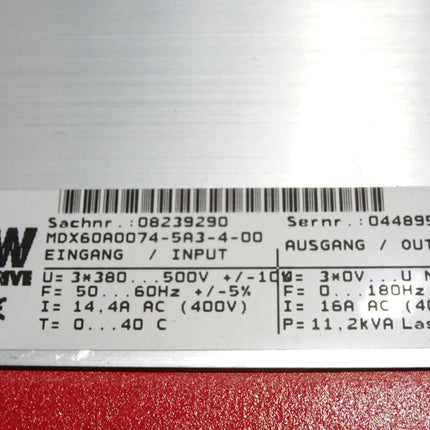 Sachnr.:08239290 Sernr.:044895
MDX60A0074-5A3-4-00
EINGANG / INPUT AUSGANG / OUT
W
DRIVE
U= 3*380...500V +/-10% U= 3*0V...U N
F= 50...60Hz +/-5% F= 0...180Hz
I= 14,4A AC (400V) I= 16A AC (40
T= 0...40 C P= 11,2kVA Las